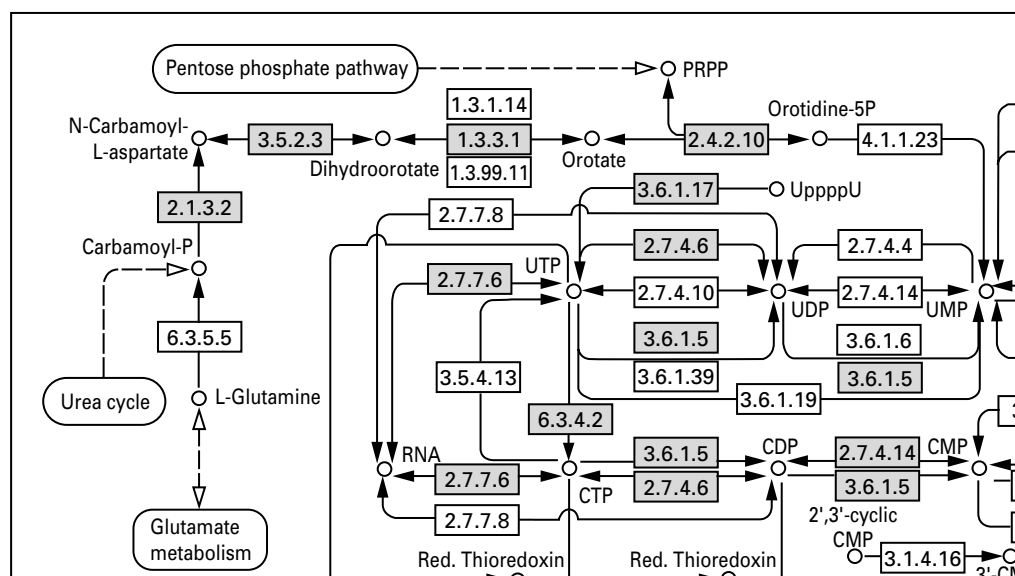 Pentose phosphate pathway
PRPP
1.3.1.14
Orotidine-5P
N-Carbamoyl-
L-aspartate
3.5.2.3
1.3.3.1
2.4.2.10
4.1.1.23
Dihydroorotate
Orotate
1.3.99.11
3.6.1.17
UppppU
2.1.3.2
2.7.7.8
Carbamoyl-P
2.7.4.6
2.7.4.4
UTP
2.7.7.6
2.7.4.10
2.7.4.14
UDP
UMP
6.3.5.5
3.6.1.5
3.6.1.6
3.5.4.13
3.6.1.39
3.6.1.5
Urea cycle
L-Glutamine
3.6.1.19
6.3.4.2
3
RNA
3.6.1.5
CDP
2.7.4.14
CMP
2.7.7.6
CTP
2.7.4.6
3.6.1.5
2.7.7.8
2',3'-cyclic
CMP
Glutamate
metabolism
Red. Thioredoxin
Red. Thioredoxin
3.1.4.16
3'-CM